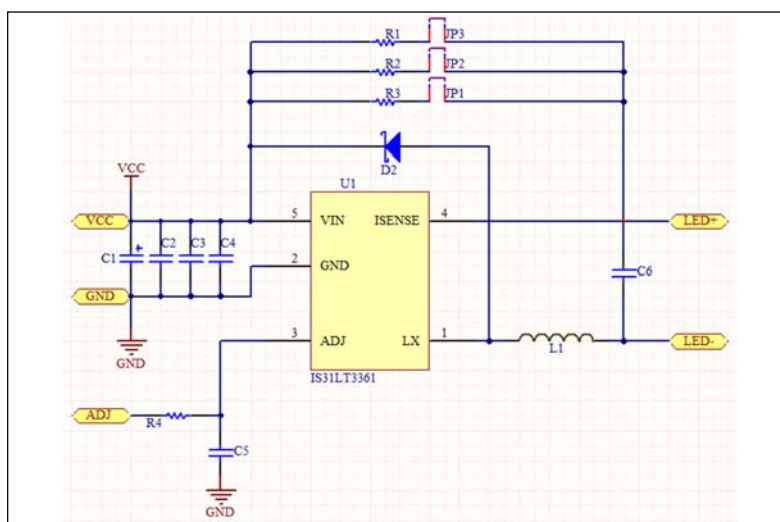 R1 JP3
R2 JP2
R3 JP1
D2
VCC
U1
VCC 5 VIN ISENSE 4 LED+
C1 + C2 C3 C4
2 GND
C6
GND
3 ADJ LX 1 LED-
L1
GND
IS31LT3361
ADJ R4
C5
GND